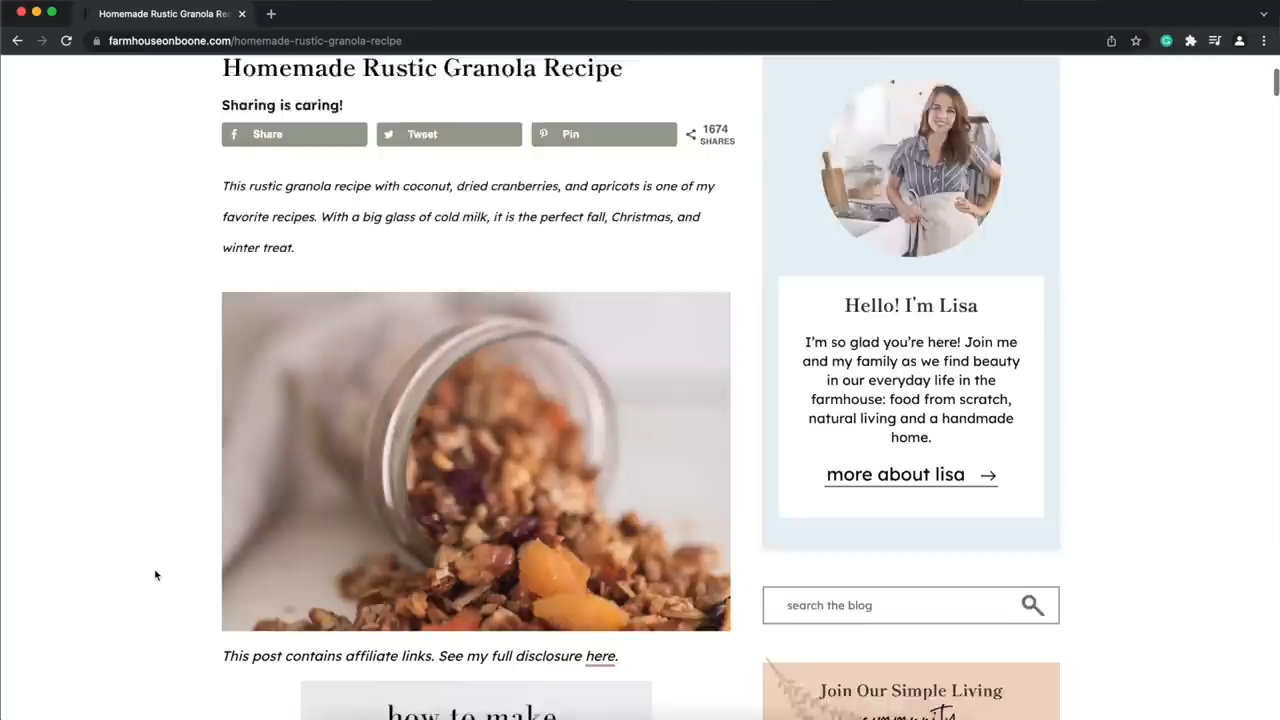 Homemade Rustic Granola Rec
farmhouseonboone.com/homemade-rustic-granola-recipe
Homemade Rustic Granola Recipe
Sharing is caring!
Share
Tweet
Pin
1674
SHARES
This rustic granola recipe with coconut, dried cranberries, and apricots is one of my
favorite recipes. With a big glass of cold milk, it is the perfect fall, Christmas, and
winter treat.
This post contains affiliate links. See my full disclosure here.
how to make
Hello! I'm Lisa
I'm so glad you're here! Join me
and my family as we find beauty
in our everyday life in the
farmhouse: food from scratch,
natural living and a handmade
home.
more about lisa →
search the blog
Join Our Simple Living
community